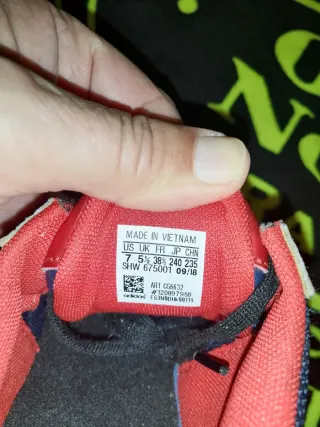 MADE IN VIETNAM
US UK FR JP CHN
7 5½ 38⅔ 240 235
SHW 675001 09/18
ART CG6632
#120897958
adidas